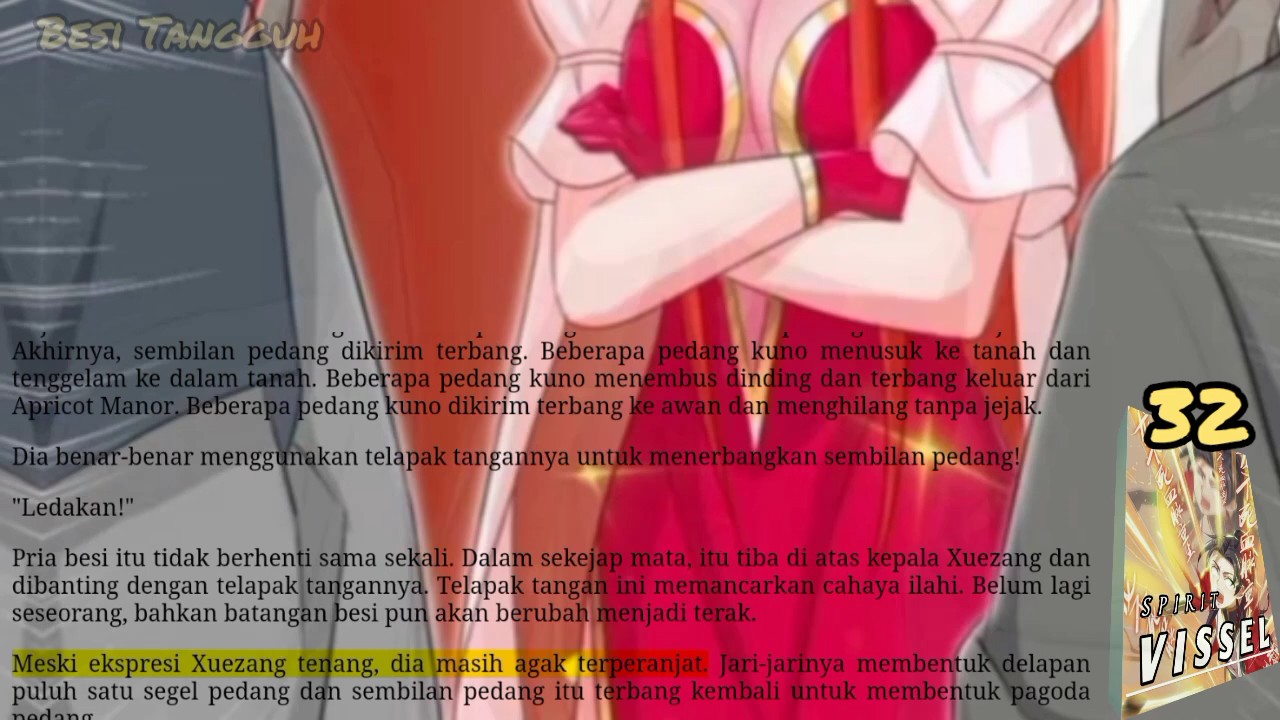 Besi Tangguh
Akhirnya, sembilan pedang dikirim terbang. Beberapa pedang kuno menusuk ke tanah dan
tenggelam ke dalam tanah. Beberapa pedang kuno menembus dinding dan terbang keluar dari
Apricot Manor. Beberapa pedang kuno dikirim terbang ke awan dan menghilang tanpa jejak.
Dia benar-benar menggunakan telapak tangannya untuk menerbangkan sembilan pedang!
"Ledakan!"
Pria besi itu tidak berhenti sama sekali. Dalam sekejap mata, itu tiba di atas kepala Xuezang dan
dibanting dengan telapak tangannya. Telapak tangan ini memancarkan cahaya ilahi. Belum lagi
seseorang, bahkan batangan besi pun akan berubah menjadi terak.
Meski ekspresi Xuezang tenang, dia masih agak terperanjat. Jari-jarinya membentuk delapan
puluh satu segel pedang dan sembilan pedang itu terbang kembali untuk membentuk pagoda
pedang.
32
SPIRIT
VISSEL